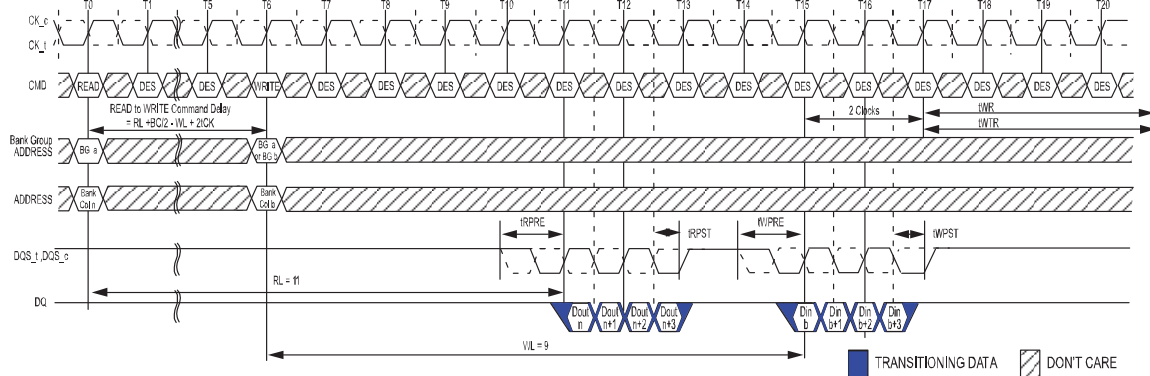 T0 T1 T5 T6 T7 T8 T9 T10 T11 T12 T13 T14 T15 T16 T17 T18 T19 T20
CK_c
CK_t
CMD READ DES DES WRITE DES DES DES DES DES DES DES DES DES DES DES DES DES DES
READ to WRITE Command Delay
= RL +BC/2 - WL + 2tCK
2 Clocks
tWR
tWTR
Bank Group
ADDRESS
BG a
BG a
or BG b
ADDRESS
Bank
Col n
Bank
Col b
tRPRE
tRPST
tWPRE
tWPST
DQS_t ,DQS_c
RL = 11
DQ
Dout
n
Dout
n+1
Dout
n+2
Dout
n+3
Din
b
Din
b+1
Din
b+2
Din
b+3
WL = 9
TRANSITIONING DATA
DON'T CARE